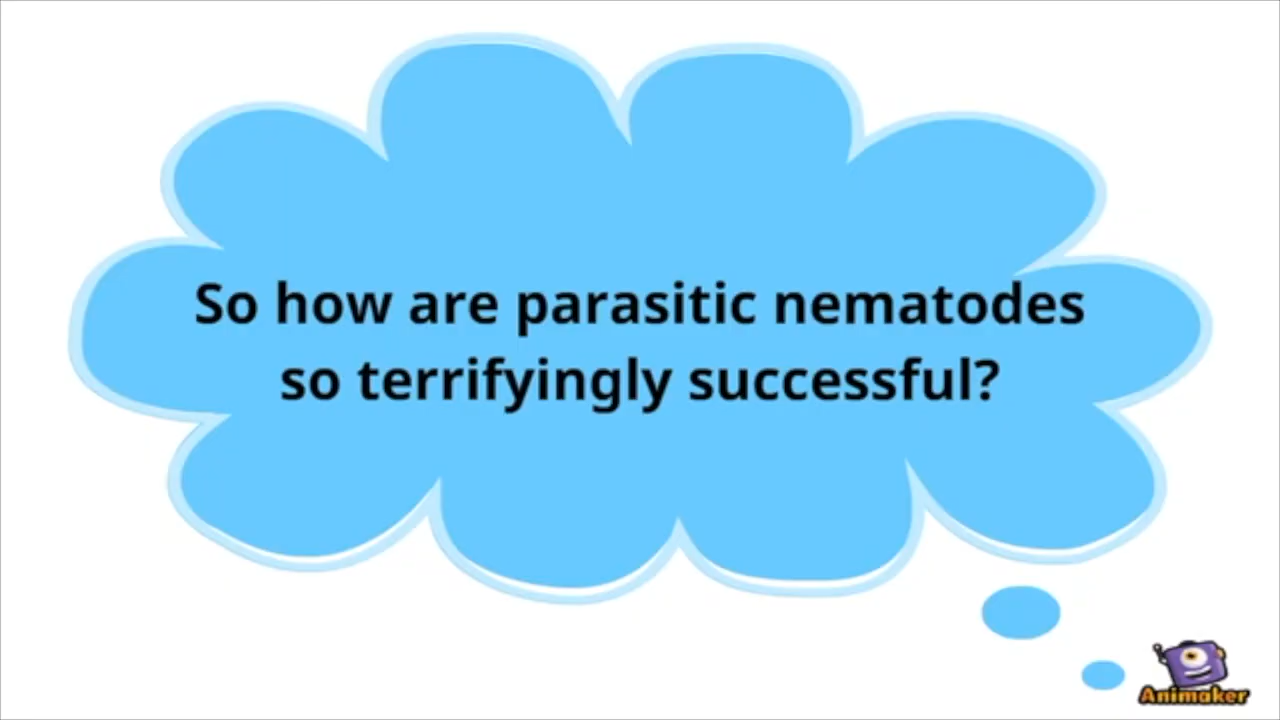 So how are parasitic nematodes
so terrifyingly successful?
Animaker